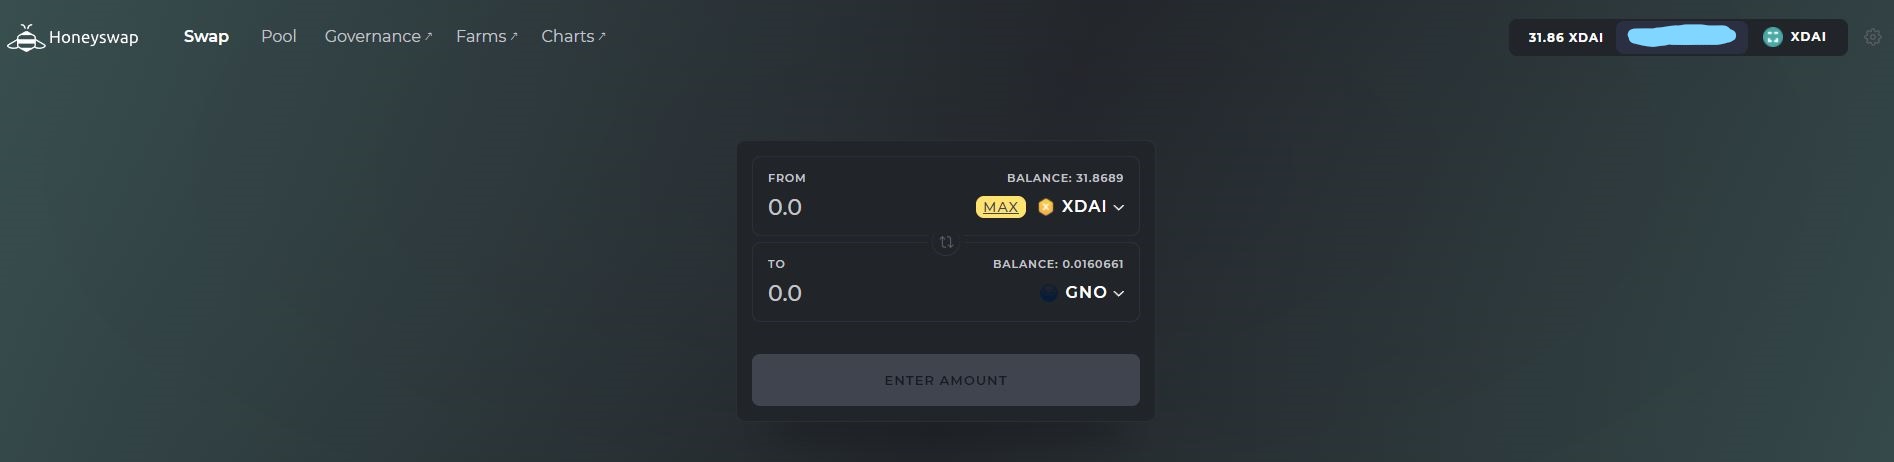 Honeyswap Swap Pool Governance↗ Farms↗ Charts↗ 31.86 XDAI XDAI
FROM BALANCE: 31.8689
0.0 MAX XDAI
TO BALANCE: 0.0160661
0.0 GNO
ENTER AMOUNT